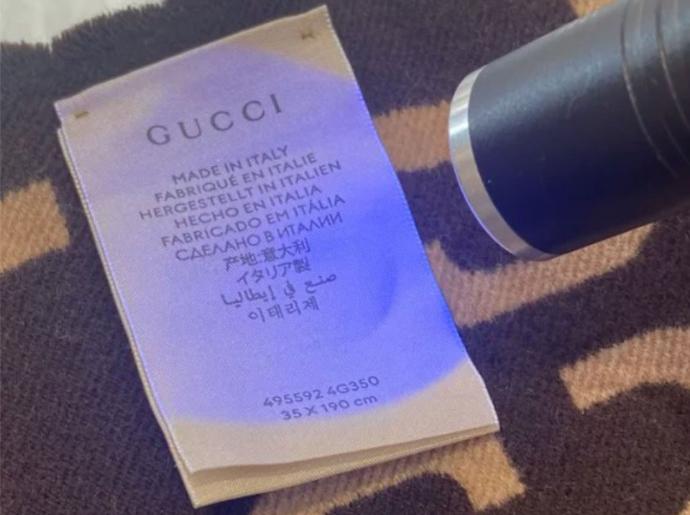 GUCCI
MADE IN ITALY
FABRIQUÉ EN ITALIE
HERGESTELLT IN ITALIEN
HECHO EN ITALIA
FABRICADO EM ITÁLIA
СДЕЛАНО В ИТАЛИИ
产地:意大利
イタリア製
صنع في إيطاليا
이태리제
495592 4G350
35 X 190 cm